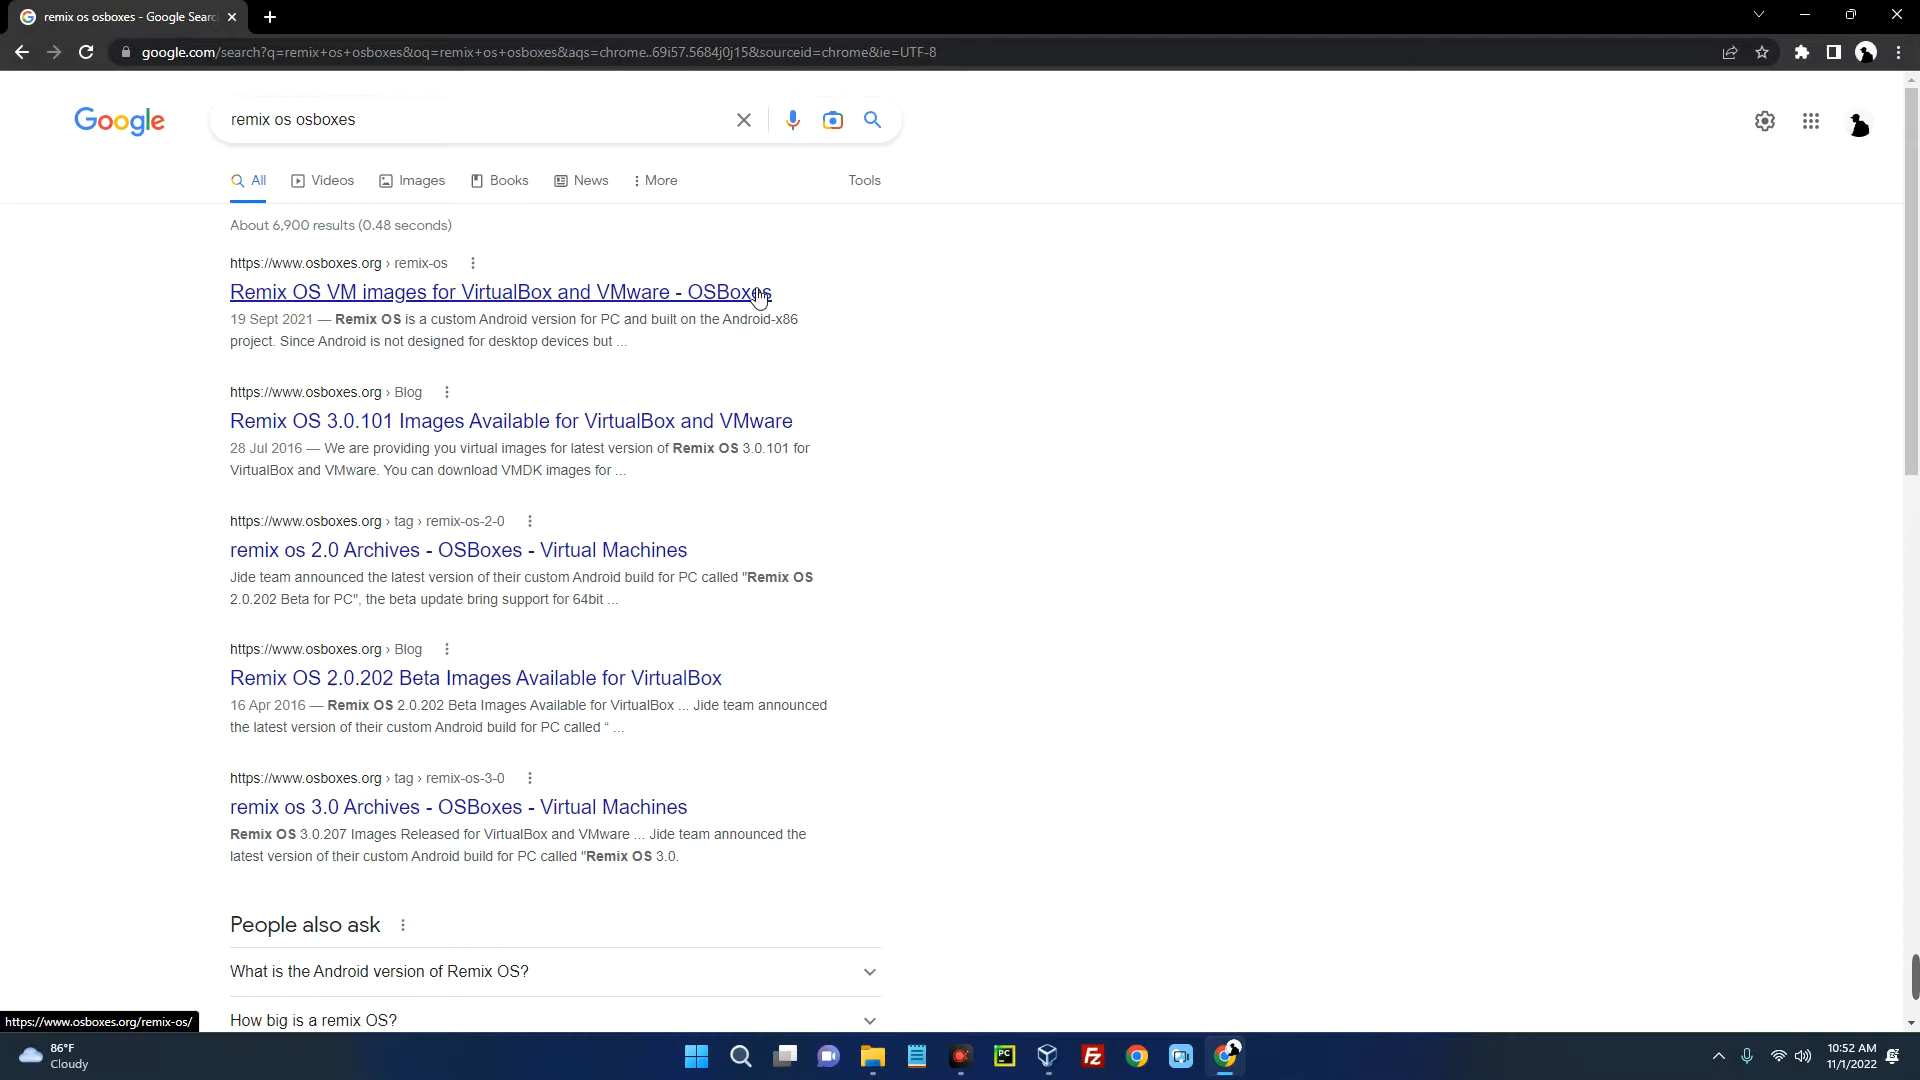 remix os osboxes - Google Searc
google.com/search?q=remix+os+osboxes&oq=remix+os+osboxes&aqs=chrome..69i57.5684j0j15&sourceid=chrome&ie=UTF-8
Google
remix os osboxes
All
Videos
Images
Books
News
More
Tools
About 6,900 results (0.48 seconds)
https://www.osboxes.org › remix-os
Remix OS VM images for VirtualBox and VMware - OSBoxes
19 Sept 2021 — Remix OS is a custom Android version for PC and built on the Android-x86
project. Since Android is not designed for desktop devices but ...
https://www.osboxes.org › Blog
Remix OS 3.0.101 Images Available for VirtualBox and VMware
28 Jul 2016 — We are providing you virtual images for latest version of Remix OS 3.0.101 for
VirtualBox and VMware. You can download VMDK images for ...
https://www.osboxes.org › tag › remix-os-2-0
remix os 2.0 Archives - OSBoxes - Virtual Machines
Jide team announced the latest version of their custom Android build for PC called "Remix OS
2.0.202 Beta for PC", the beta update bring support for 64bit ...
https://www.osboxes.org › Blog
Remix OS 2.0.202 Beta Images Available for VirtualBox
16 Apr 2016 — Remix OS 2.0.202 Beta Images Available for VirtualBox ... Jide team announced
the latest version of their custom Android build for PC called “ ...
https://www.osboxes.org › tag › remix-os-3-0
remix os 3.0 Archives - OSBoxes - Virtual Machines
Remix OS 3.0.207 Images Released for VirtualBox and VMware ... Jide team announced the
latest version of their custom Android build for PC called "Remix OS 3.0.
People also ask
What is the Android version of Remix OS?
How big is a remix OS?
https://www.osboxes.org/remix-os/
86°F
Cloudy
PC
FZ
10:52 AM
11/1/2022